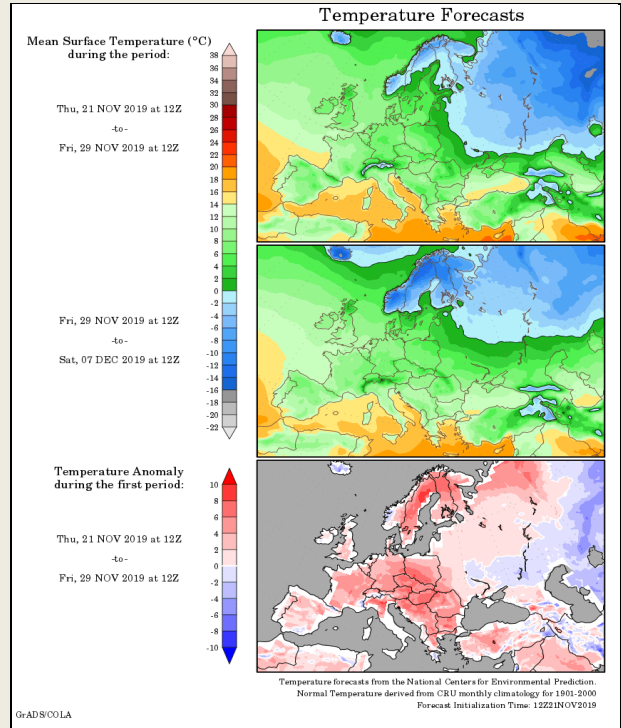 Temperature Forecasts
Mean Surface Temperature (°C)
during the period:
Thu, 21 NOV 2019 at 12Z
-to-
Fri, 29 NOV 2019 at 12Z
Fri, 29 NOV 2019 at 12Z
-to-
Sat, 07 DEC 2019 at 12Z
38
36
34
32
30
28
26
24
22
20
18
16
14
12
10
8
6
4
2
0
-2
-4
-6
-8
-10
-12
-14
-16
-18
-20
-22
Temperature Anomaly
during the first period:
Thu, 21 NOV 2019 at 12Z
-to-
Fri, 29 NOV 2019 at 12Z
10
8
6
4
2
0
-2
-4
-6
-8
-10
Temperature forecasts from the National Centers for Environmental Prediction.
Normal Temperature derived from CRU monthly climatology for 1901-2000
Forecast Initialization Time: 12Z21NOV2019
GrADS/COLA